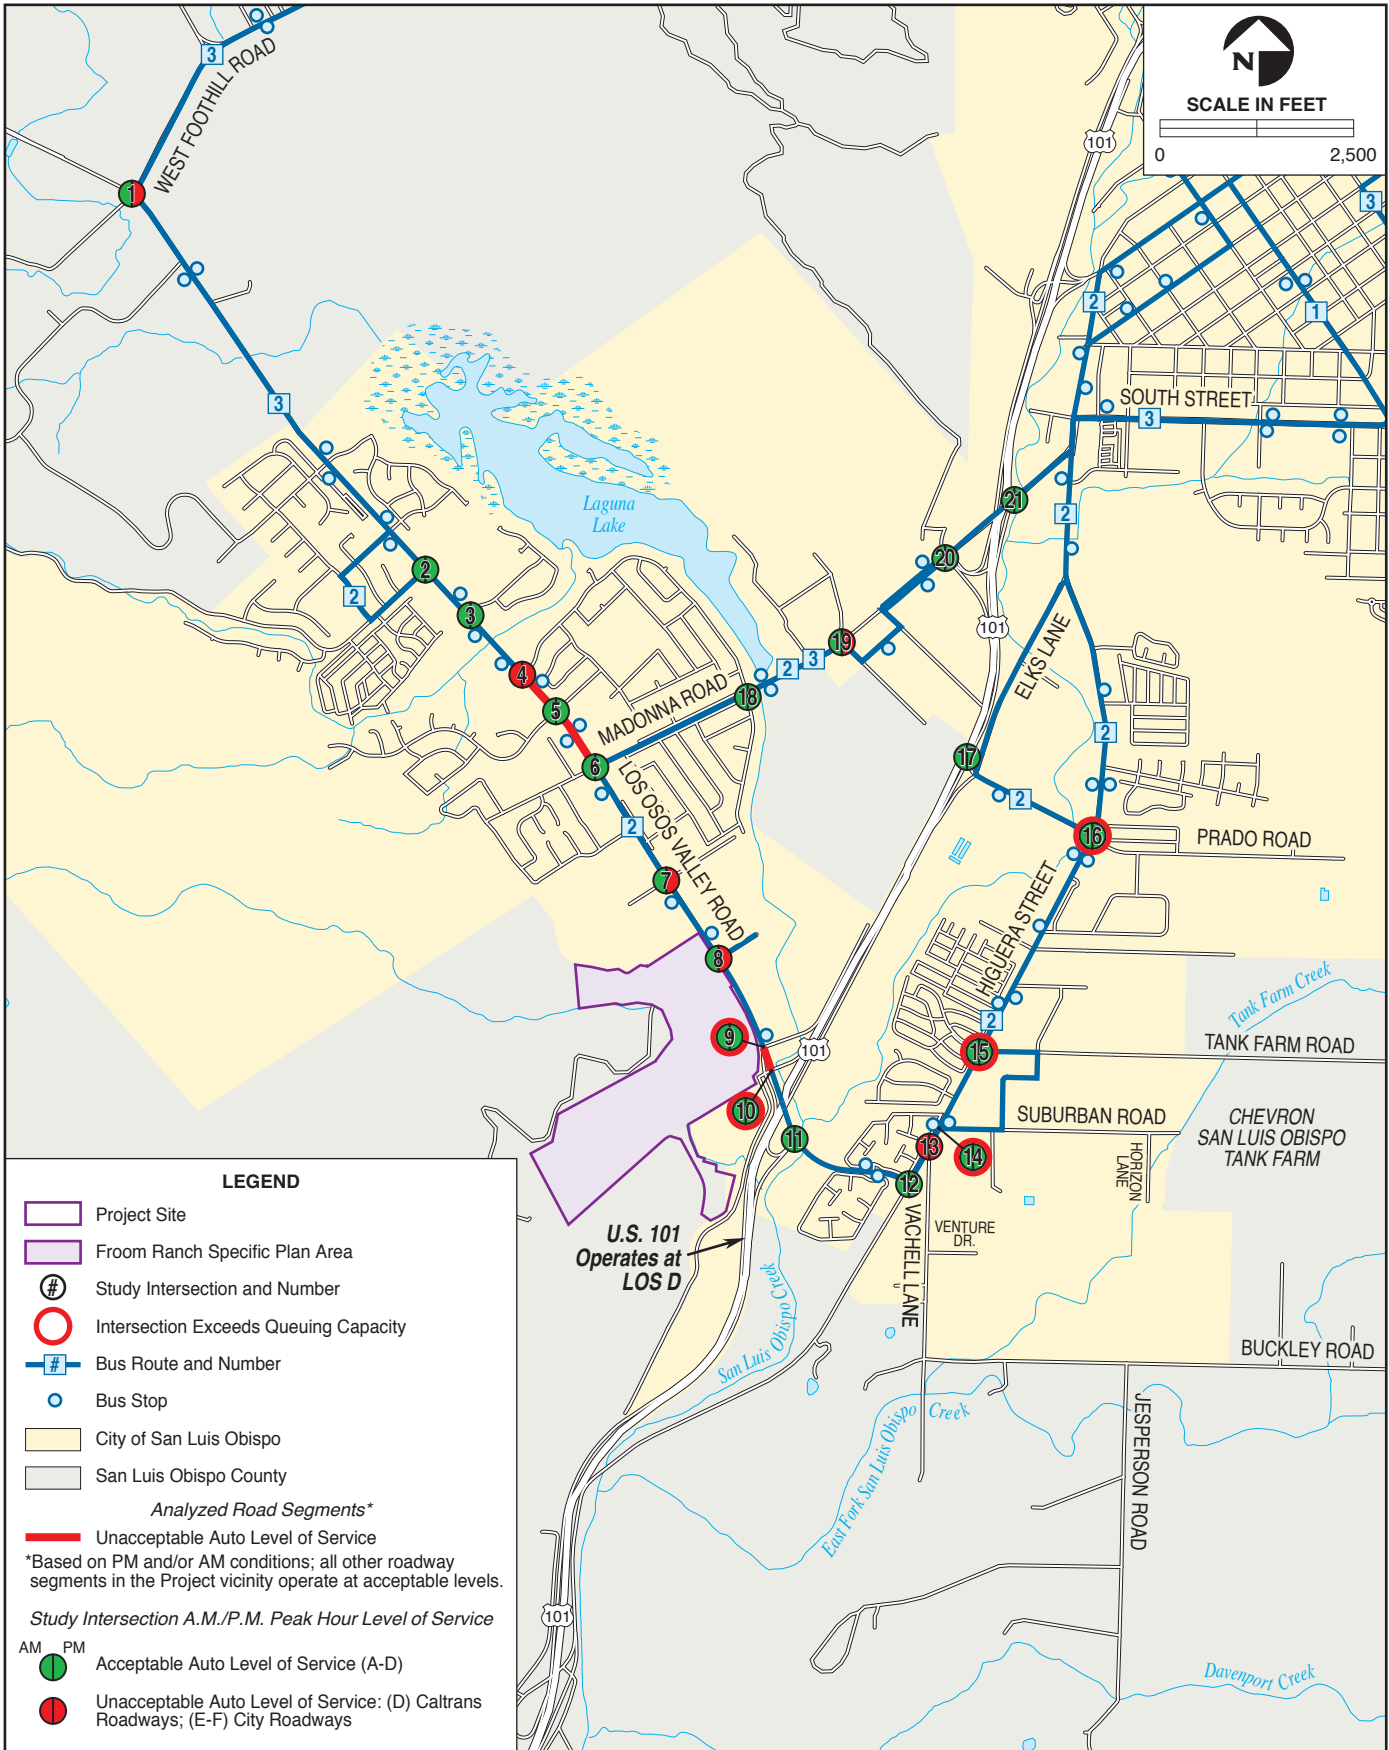 3
WEST FOOTHILL ROAD
1
N
SCALE IN FEET
0 2,500
101
3
2
1
3
SOUTH STREET
3
Laguna
Lake
21
2
20
2
2
3
19
3
2
101
ELKS LANE
4
5
MADONNA ROAD
18
2
17
6
LOS OSOS VALLEY ROAD
2
2
16
PRADO ROAD
7
HIGUERA STREET
8
Tank Farm Creek
2
9
101
15
TANK FARM ROAD
10
11
SUBURBAN ROAD
CHEVRON
SAN LUIS OBISPO
TANK FARM
13
14
HORIZON
LANE
12
VACHELL LANE
VENTURE
DR.
U.S. 101
Operates at
LOS D
San Luis Obispo Creek
BUCKLEY ROAD
East Fork San Luis Obispo Creek
JESPERSON ROAD
101
Davenport Creek
LEGEND
Project Site
Froom Ranch Specific Plan Area
# Study Intersection and Number
Intersection Exceeds Queuing Capacity
# Bus Route and Number
Bus Stop
City of San Luis Obispo
San Luis Obispo County
Analyzed Road Segments*
Unacceptable Auto Level of Service
*Based on PM and/or AM conditions; all other roadway
segments in the Project vicinity operate at acceptable levels.
Study Intersection A.M./P.M. Peak Hour Level of Service
AM PM
Acceptable Auto Level of Service (A-D)
Unacceptable Auto Level of Service: (D) Caltrans
Roadways; (E-F) City Roadways